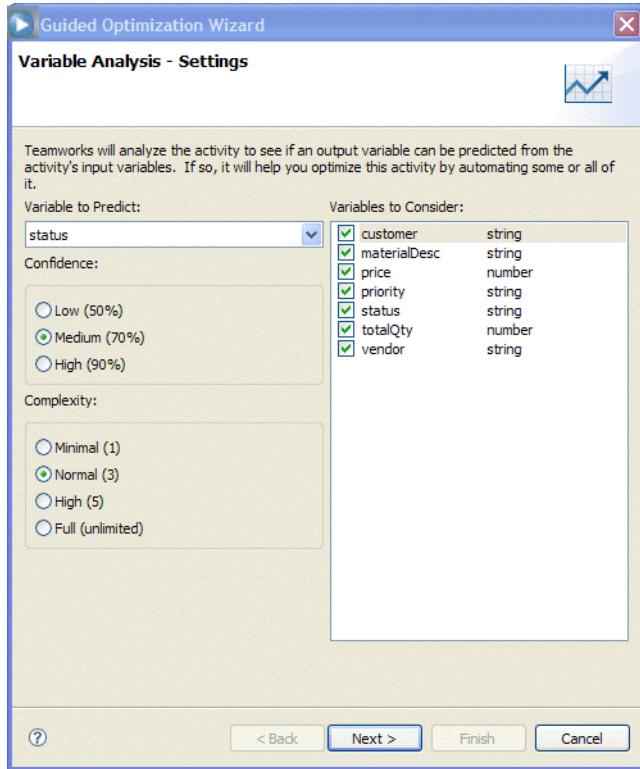 Guided Optimization Wizard
Variable Analysis - Settings
Teamworks will analyze the activity to see if an output variable can be predicted from the
activity's input variables. If so, it will help you optimize this activity by automating some or all of
it.
Variable to Predict:
status
Confidence:
Low (50%)
Medium (70%)
High (90%)
Complexity:
Minimal (1)
Normal (3)
High (5)
Full (unlimited)
Variables to Consider:
customer string
materialDesc string
price number
priority string
status string
totalQty number
vendor string
?
< Back Next > Finish Cancel